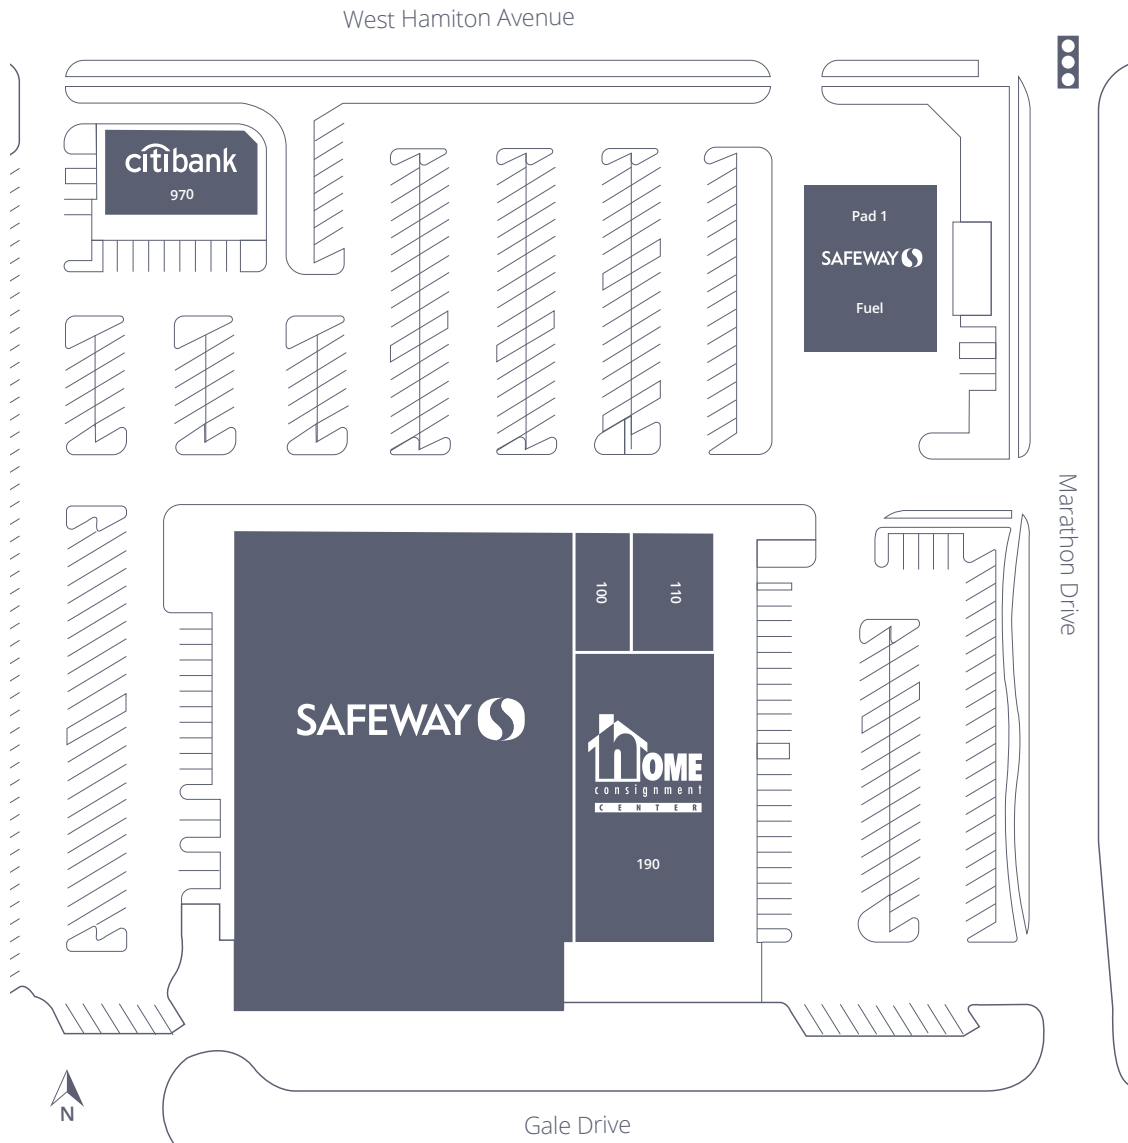 West Hamiton Avenue
citibank
970
Pad 1
SAFEWAY
Fuel
Marathon Drive
100
110
SAFEWAY
hOME
consignment
CENTER
190
N
Gale Drive